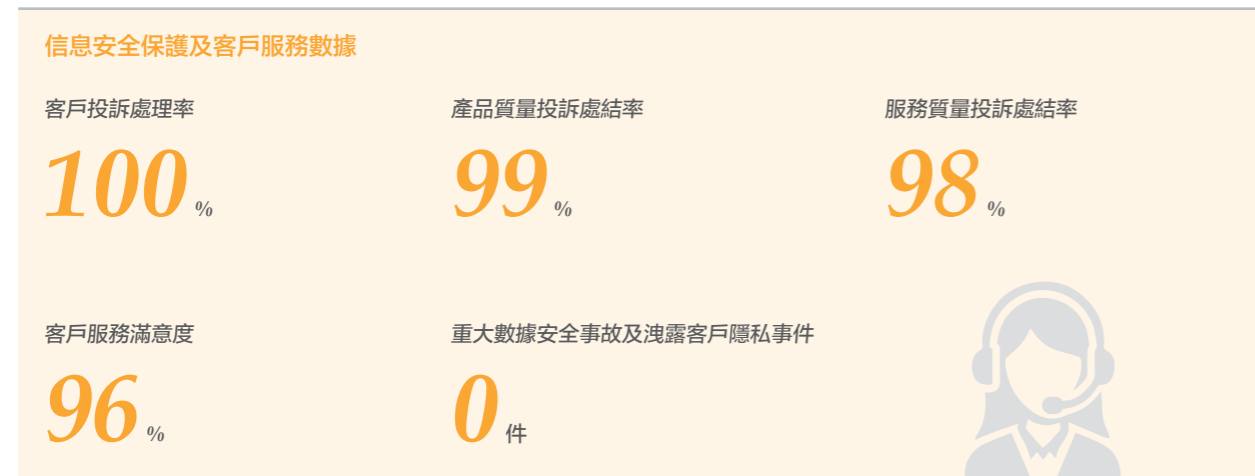 信息安全保護及客戶服務數據
客戶投訴處理率
產品質量投訴處結率
服務質量投訴處結率
100 %
99 %
98 %
客戶服務滿意度
重大數據安全事故及洩露客戶隱私事件
96 %
0 件